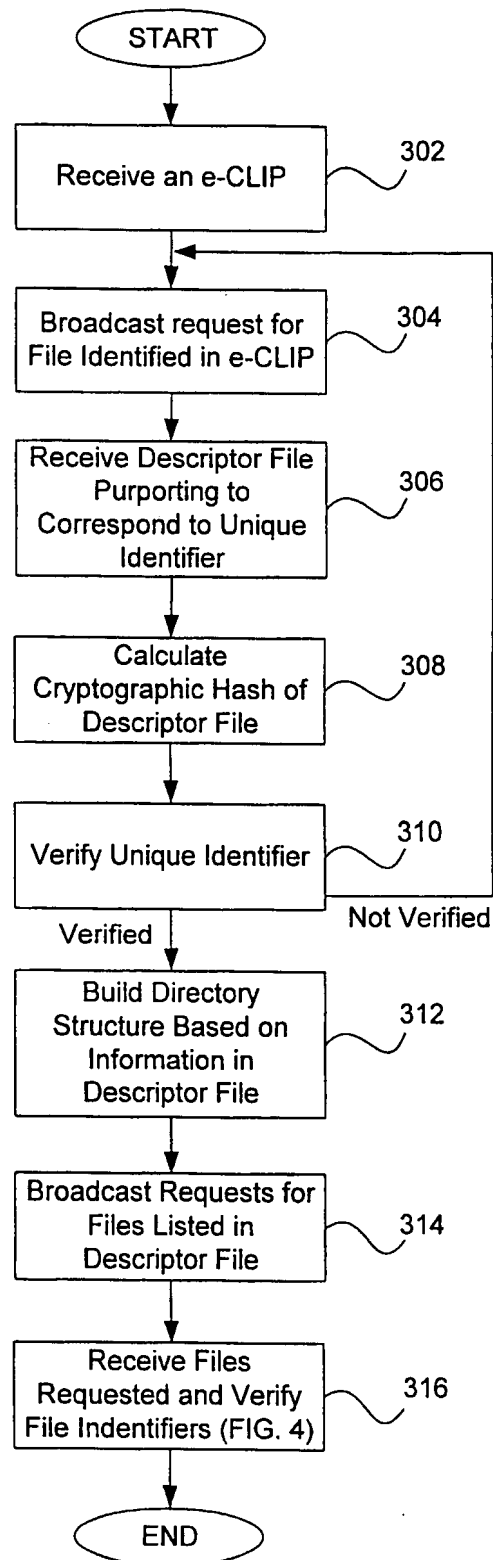 START
Receive an e-CLIP
302
Broadcast request for
File Identified in e-CLIP
304
Receive Descriptor File
Purporting to
Correspond to Unique
Identifier
306
Calculate
Cryptographic Hash of
Descriptor File
308
Verify Unique Identifier
310
Verified
Not Verified
Build Directory
Structure Based on
Information in
Descriptor File
312
Broadcast Requests for
Files Listed in
Descriptor File
314
Receive Files
Requested and Verify
File Indentifiers (FIG. 4)
316
END